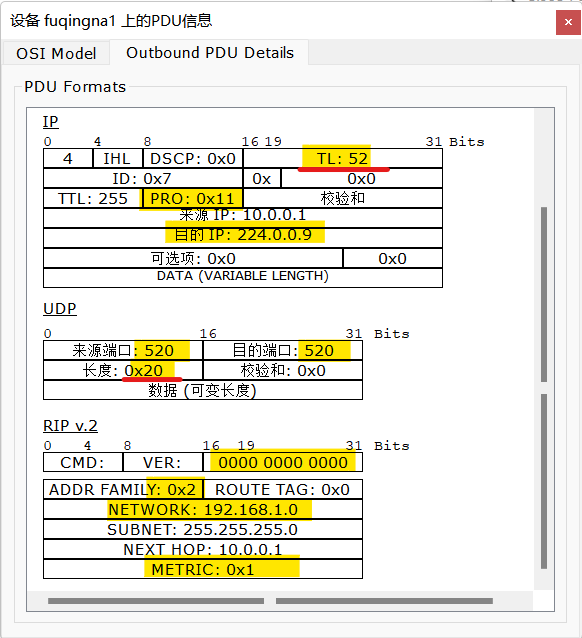 设备 fuqingna1 上的PDU信息
OSI Model Outbound PDU Details
PDU Formats
IP
0 4 8 16 19 31 Bits
4 IHL DSCP: 0x0 TL: 52
ID: 0x7 0x 0x0
TTL: 255 PRO: 0x11 校验和
来源 IP: 10.0.0.1
目的 IP: 224.0.0.9
可选项: 0x0 0x0
DATA (VARIABLE LENGTH)
UDP
0 16 31 Bits
来源端口: 520 目的端口: 520
长度: 0x20 校验和: 0x0
数据 (可变长度)
RIP v.2
0 4 8 16 19 31 Bits
CMD: VER: 0000 0000 0000
ADDR FAMILY: 0x2 ROUTE TAG: 0x0
NETWORK: 192.168.1.0
SUBNET: 255.255.255.0
NEXT HOP: 10.0.0.1
METRIC: 0x1